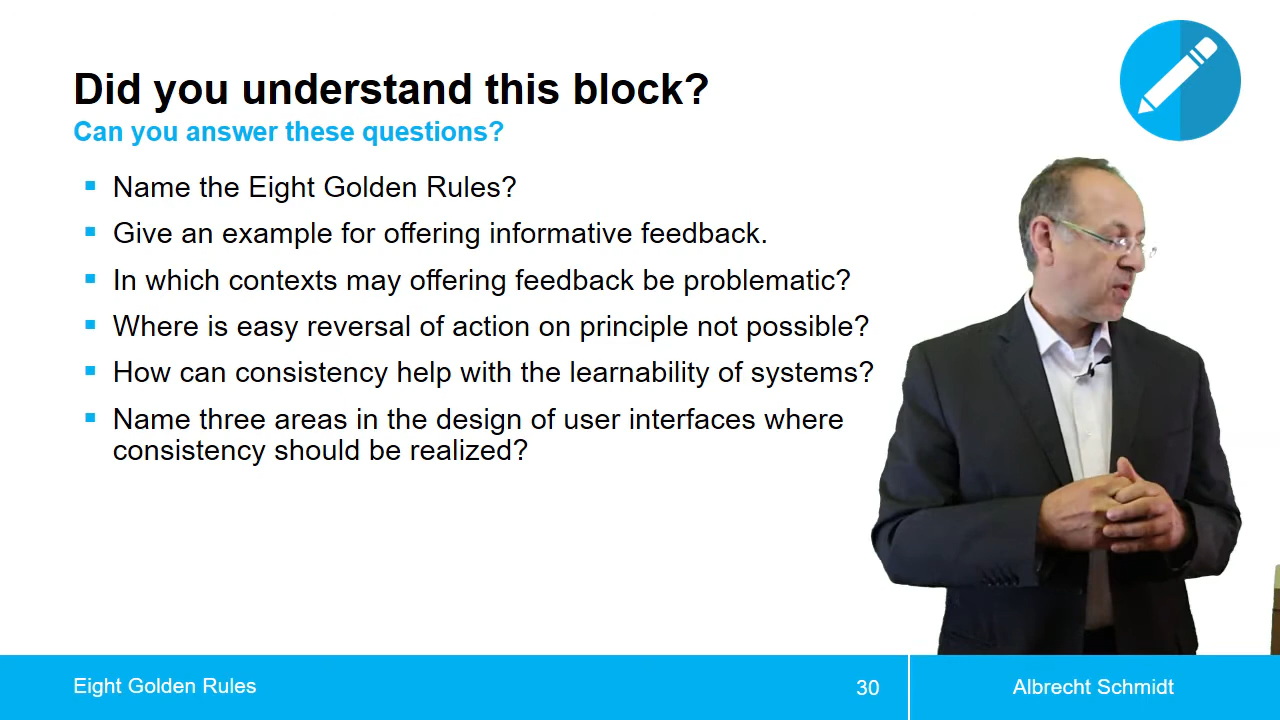 Did you understand this block?
Can you answer these questions?
Name the Eight Golden Rules?
Give an example for offering informative feedback.
In which contexts may offering feedback be problematic?
Where is easy reversal of action on principle not possible?
How can consistency help with the learnability of systems?
Name three areas in the design of user interfaces where
consistency should be realized?
Eight Golden Rules
30
Albrecht Schmidt